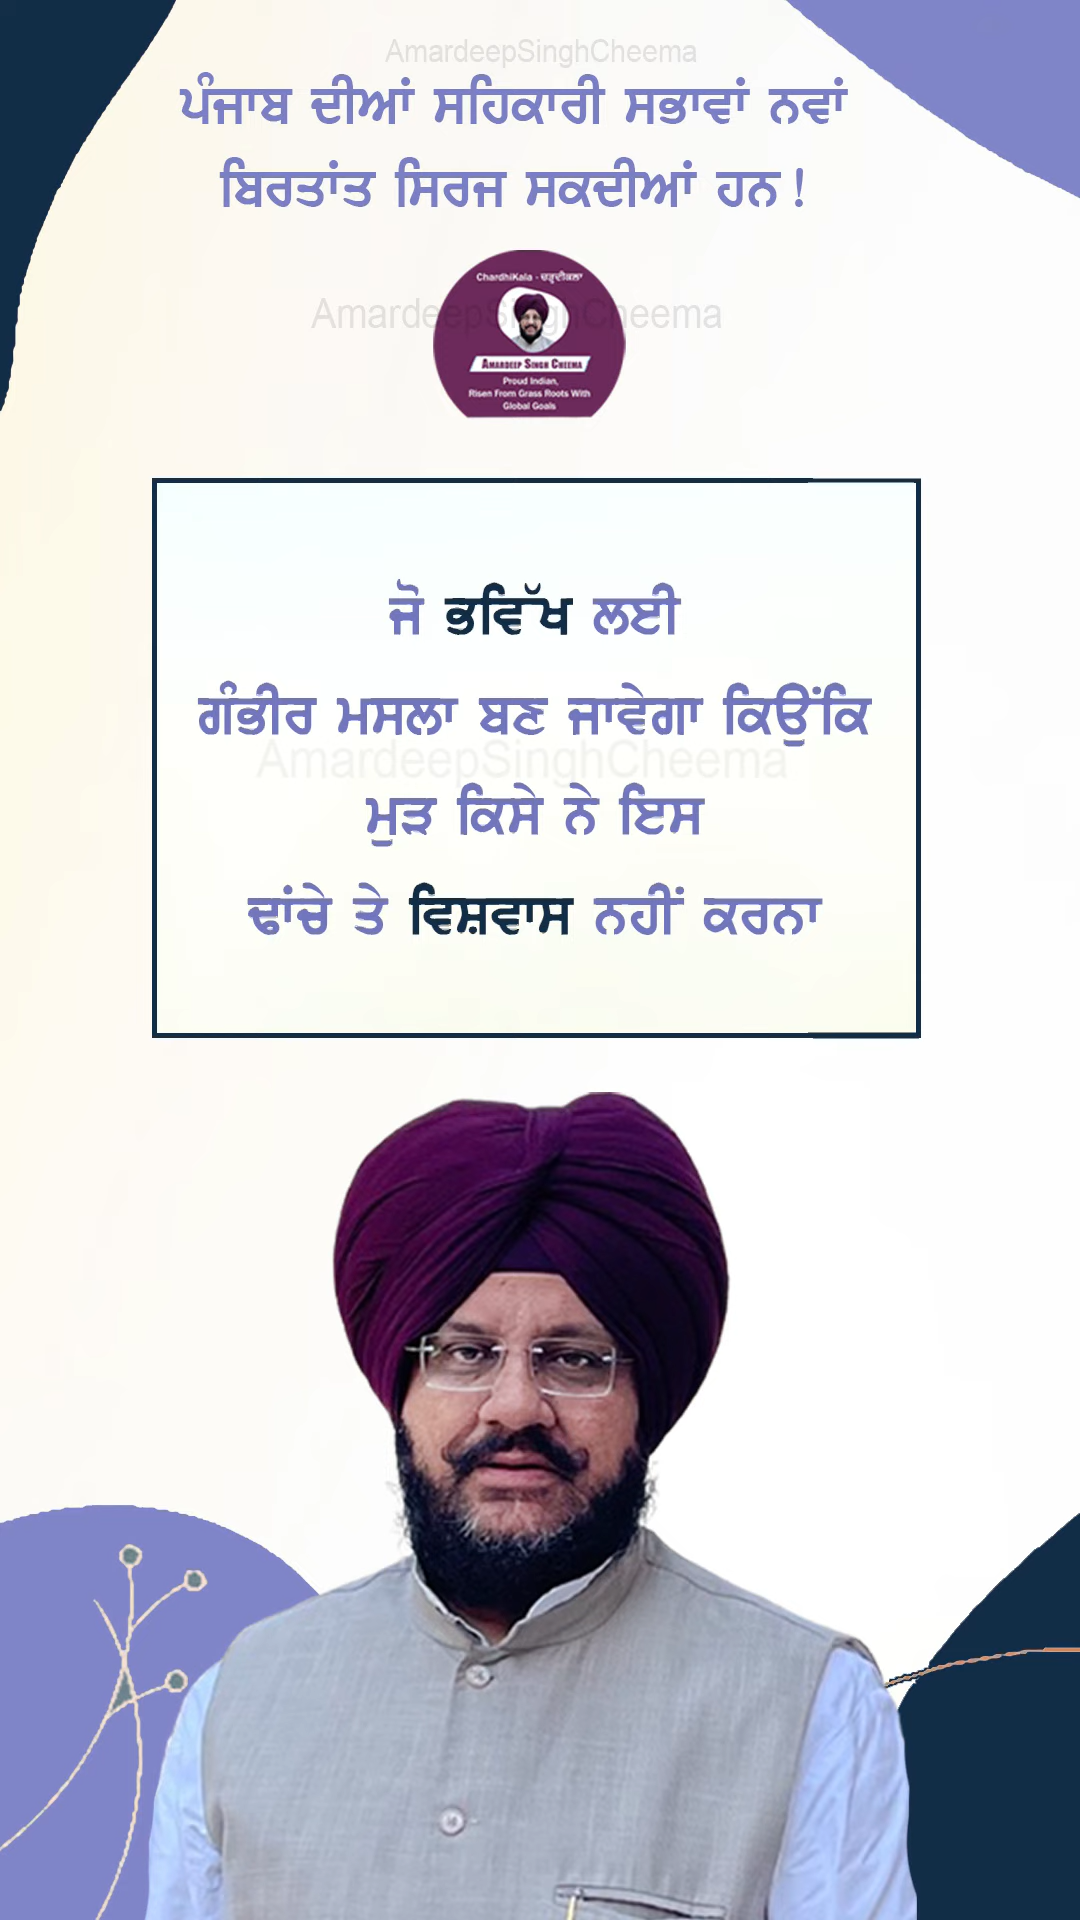 AmardeepSinghCheema
ਪੰਜਾਬ ਦੀਆਂ ਸਹਿਕਾਰੀ ਸਭਾਵਾਂ ਨਵਾਂ
ਬਿਰਤਾਂਤ ਸਿਰਜ ਸਕਦੀਆਂ ਹਨ!
ChardhiKala - ਚੜ੍ਹਦੀਕਲਾ
AmardeepSinghCheema
AMARDEEP SINGH CHEEMA
Proud Indian,
Risen From Grass Roots With
Global Goals
ਜੋ ਭਵਿੱਖ ਲਈ
ਗੰਭੀਰ ਮਸਲਾ ਬਣ ਜਾਵੇਗਾ ਕਿਉਂਕਿ
AmardeepSinghCheema
ਮੁੜ ਕਿਸੇ ਨੇ ਇਸ
ਢਾਂਚੇ ਤੇ ਵਿਸ਼ਵਾਸ ਨਹੀਂ ਕਰਨਾ